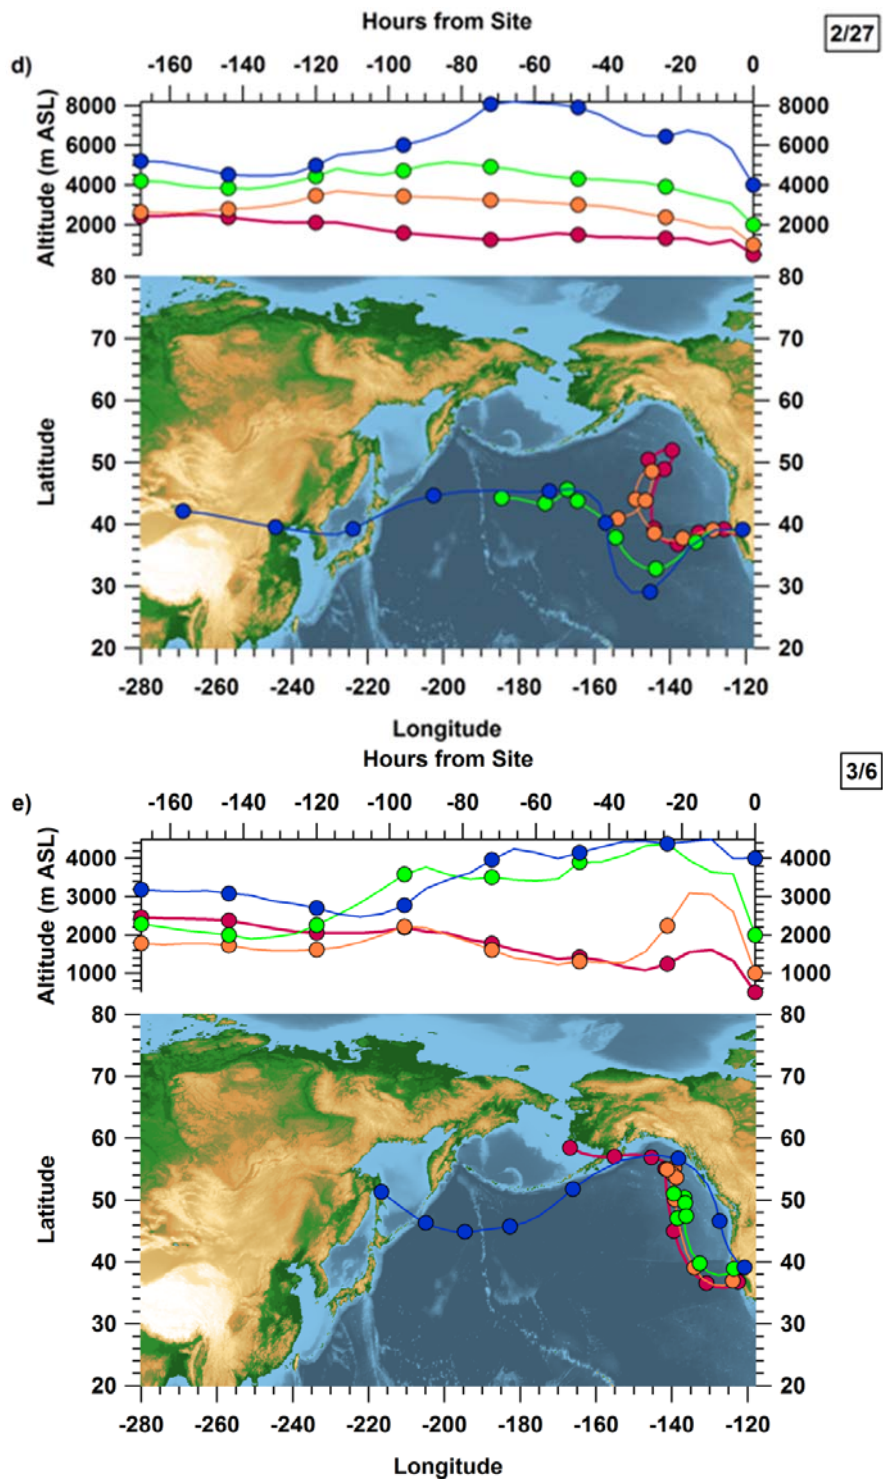 Hours from Site
2/27
d)
-160 -140 -120 -100 -80 -60 -40 -20 0
Altitude (m ASL)
8000 8000
6000 6000
4000 4000
2000 2000
Latitude
80 80
70 70
60 60
50 50
40 40
30 30
20 20
-280 -260 -240 -220 -200 -180 -160 -140 -120
Longitude
Hours from Site
3/6
e)
-160 -140 -120 -100 -80 -60 -40 -20 0
Altitude (m ASL)
4000 4000
3000 3000
2000 2000
1000 1000
Latitude
80 80
70 70
60 60
50 50
40 40
30 30
20 20
-280 -260 -240 -220 -200 -180 -160 -140 -120
Longitude